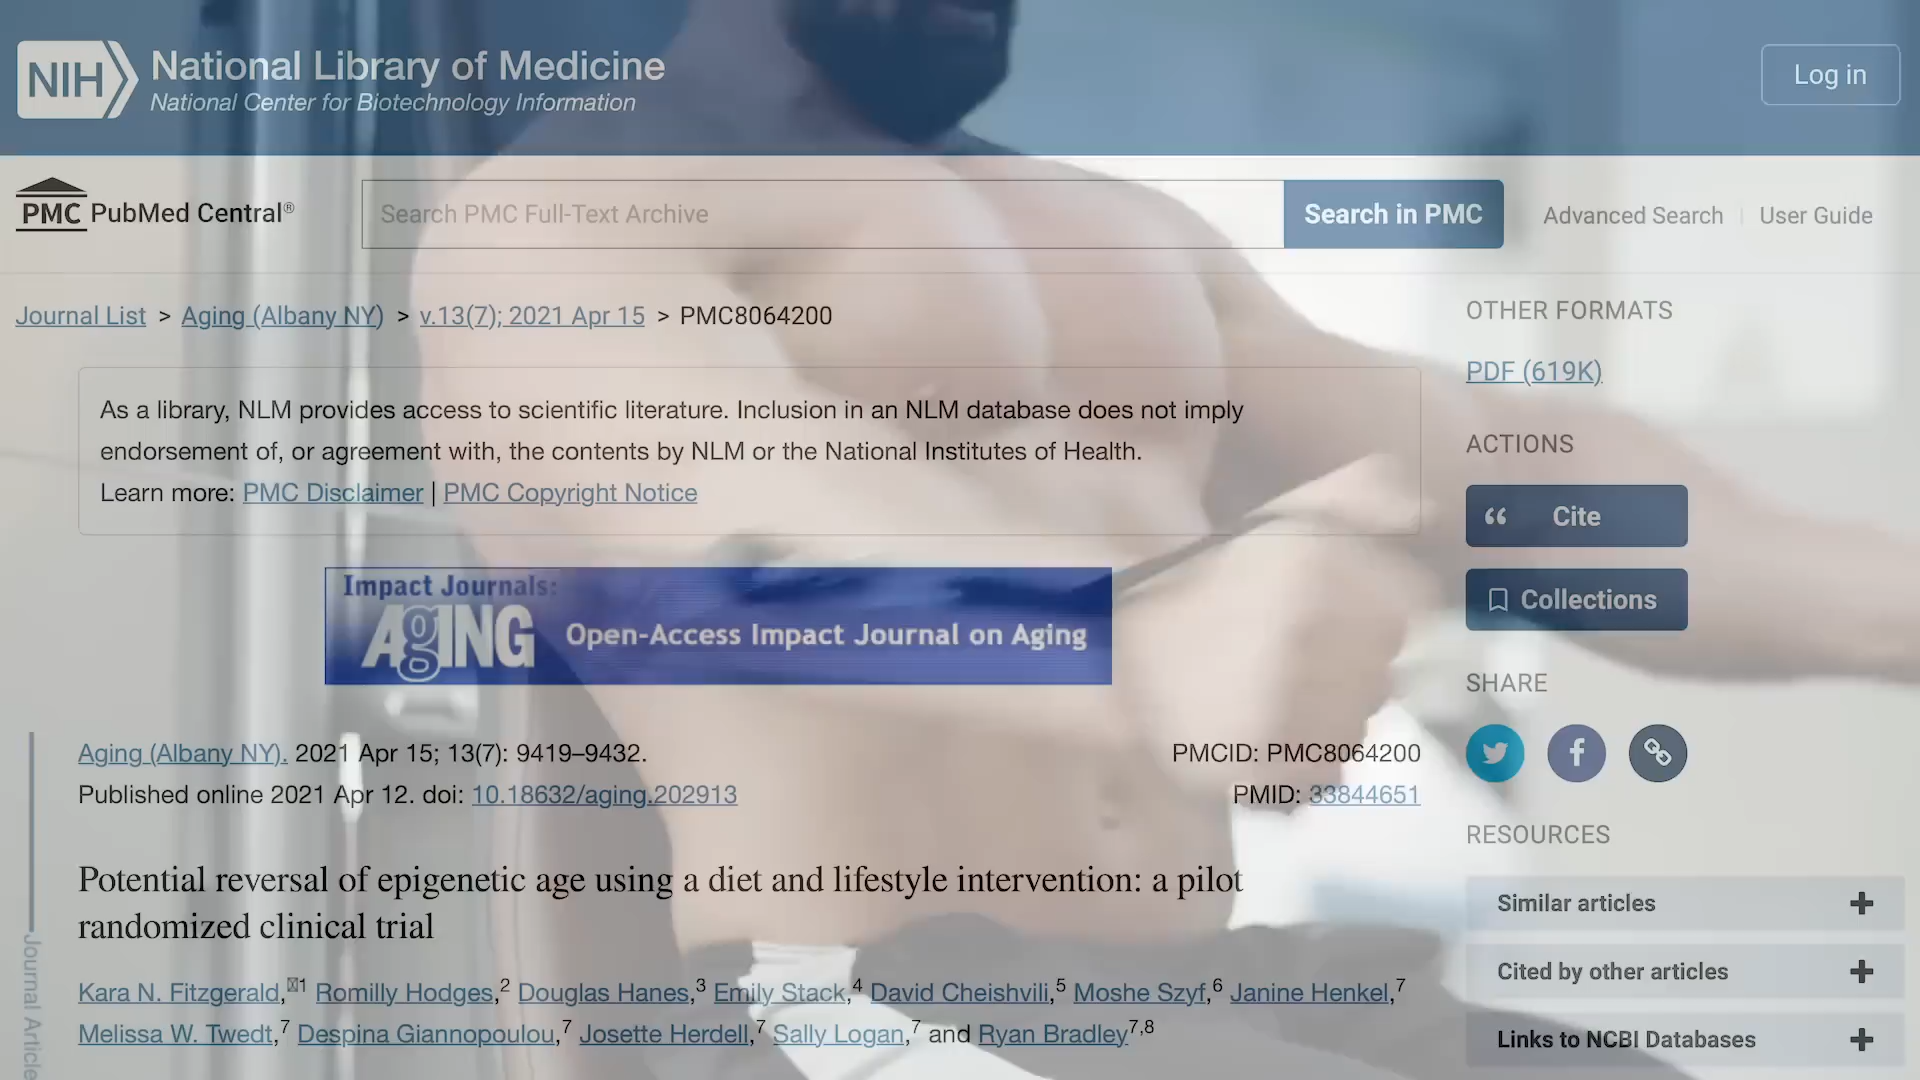 NIH National Library of Medicine
National Center for Biotechnology Information
Log in
PMC PubMed Central®
Search PMC Full-Text Archive
Search in PMC
Advanced Search
User Guide
Journal List > Aging (Albany NY) > v.13(7); 2021 Apr 15 > PMC8064200
As a library, NLM provides access to scientific literature. Inclusion in an NLM database does not imply
endorsement of, or agreement with, the contents by NLM or the National Institutes of Health.
Learn more: PMC Disclaimer | PMC Copyright Notice
Impact Journals:
AgING
Open-Access Impact Journal on Aging
Aging (Albany NY). 2021 Apr 15; 13(7): 9419–9432.
Published online 2021 Apr 12. doi: 10.18632/aging.202913
PMCID: PMC8064200
PMID: 33844651
Potential reversal of epigenetic age using a diet and lifestyle intervention: a pilot
randomized clinical trial
Kara N. Fitzgerald,1 Romilly Hodges,2 Douglas Hanes,3 Emily Stack,4 David Cheishvili,5 Moshe Szyf,6 Janine Henkel,7
Melissa W. Twedt,7 Despina Giannopoulou,7 Josette Herdell,7 Sally Logan,7 and Ryan Bradley7,8
Journal Article
OTHER FORMATS
PDF (619K)
ACTIONS
Cite
Collections
SHARE
RESOURCES
Similar articles
Cited by other articles
Links to NCBI Databases